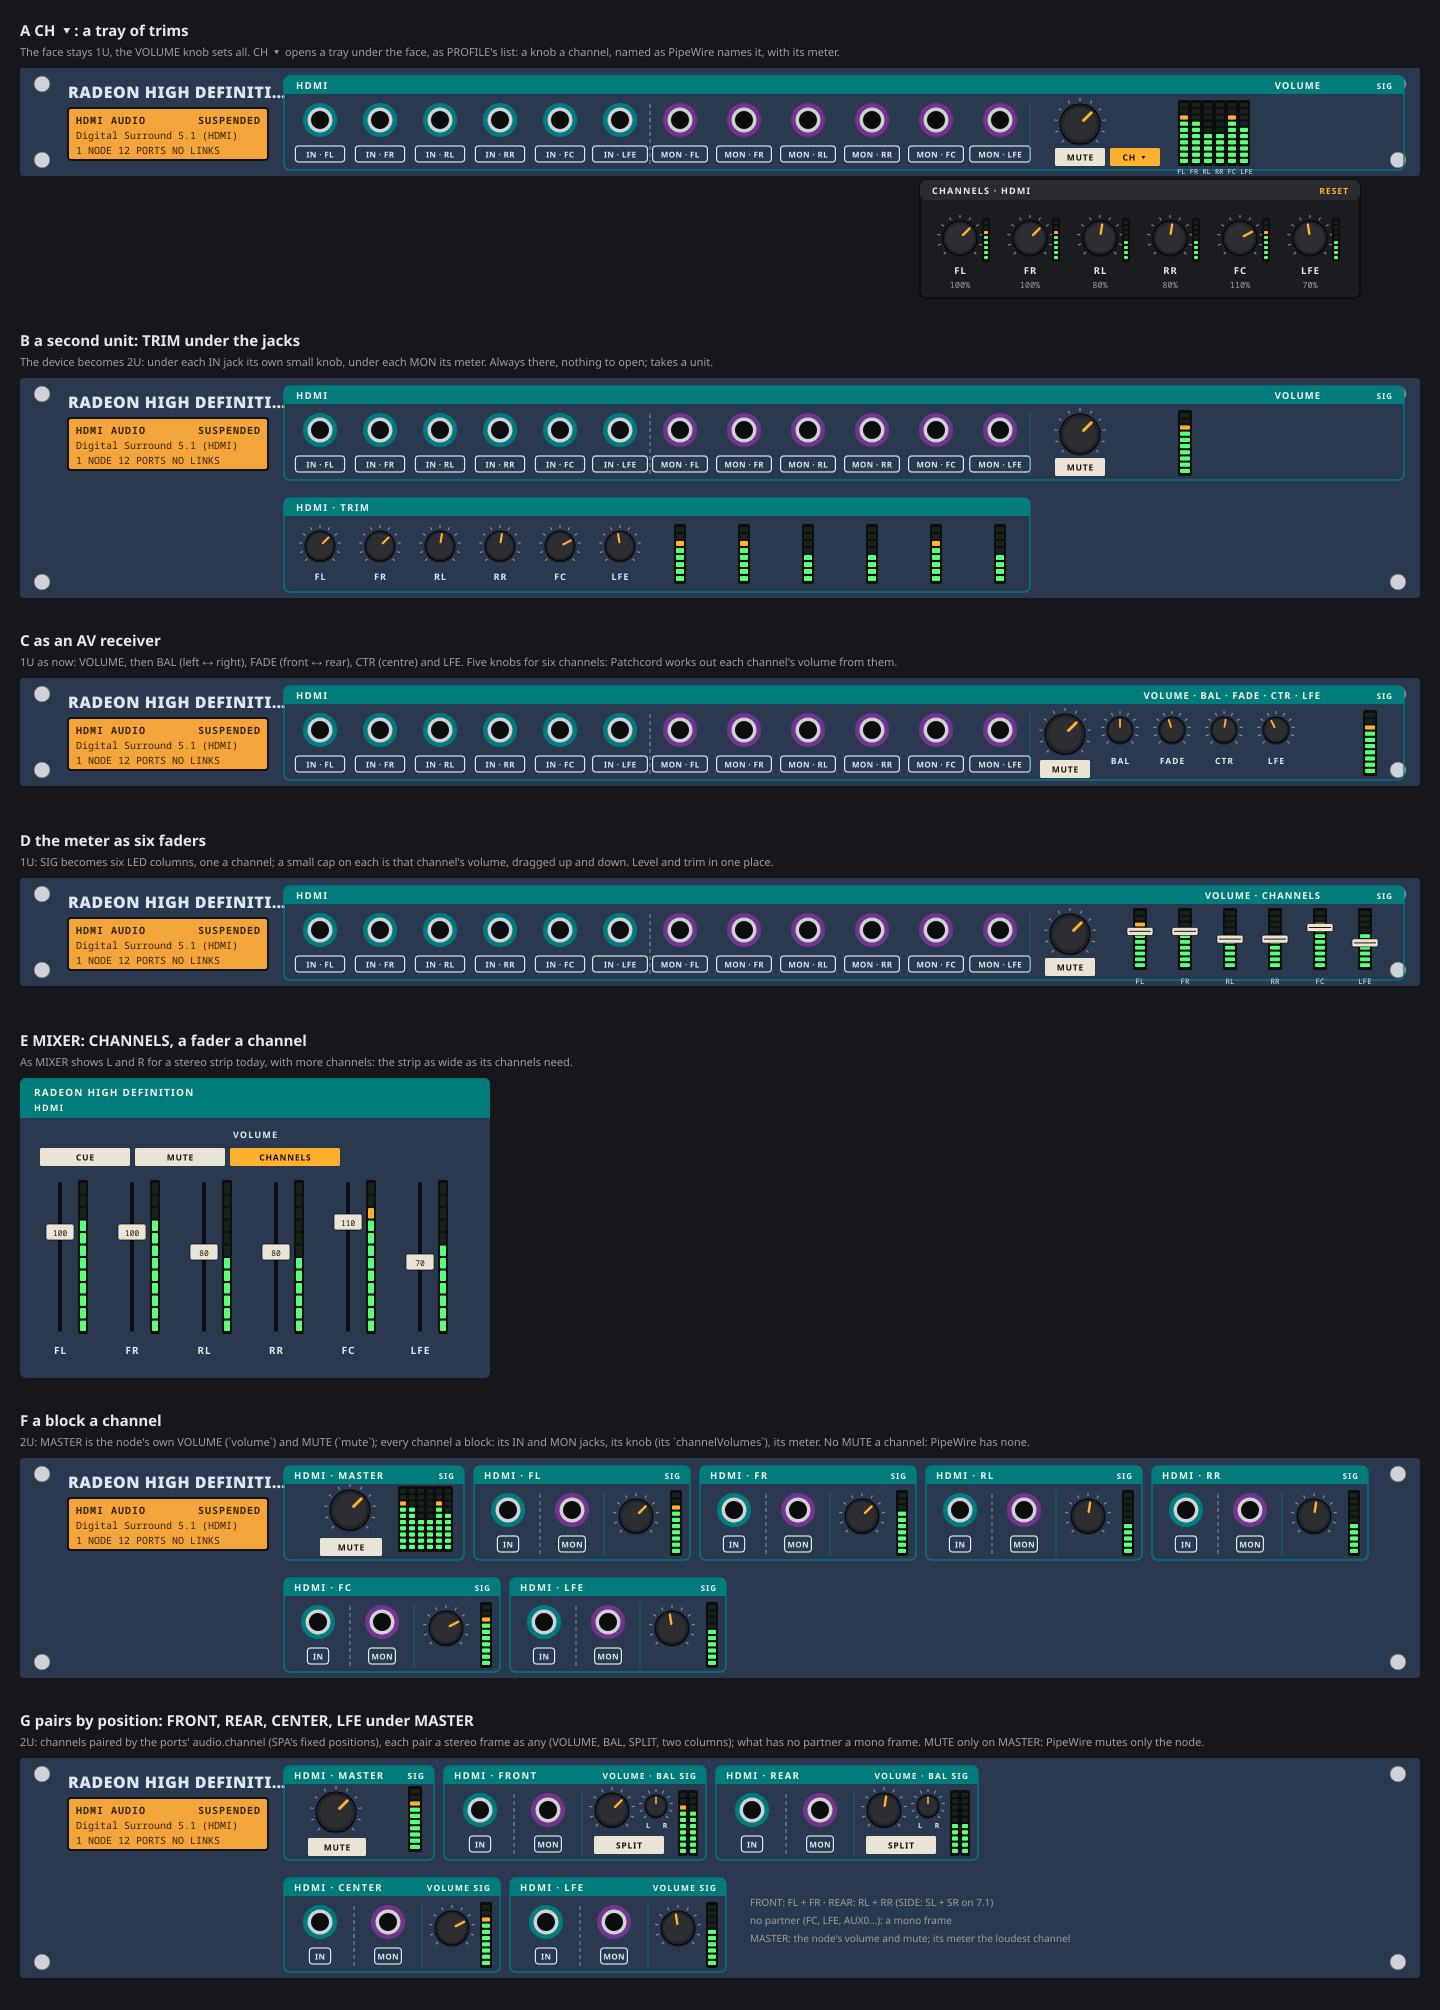 A CH ▾ : a tray of trims
The face stays 1U, the VOLUME knob sets all. CH ▾ opens a tray under the face, as PROFILE's list: a knob a channel, named as PipeWire names it, with its meter.
RADEON HIGH DEFINITI... HDMI VOLUME SIG
HDMI AUDIO SUSPENDED
Digital Surround 5.1 (HDMI)
1 NODE 12 PORTS NO LINKS
IN · FL IN · FR IN · RL IN · RR IN · FC IN · LFE MON · FL MON · FR MON · RL MON · RR MON · FC MON · LFE MUTE CH ▾
FL FR RL RR FC LFE
CHANNELS · HDMI RESET
FL FR RL RR FC LFE
100% 100% 80% 80% 110% 70%
B a second unit: TRIM under the jacks
The device becomes 2U: under each IN jack its own small knob, under each MON its meter. Always there, nothing to open; takes a unit.
RADEON HIGH DEFINITI... HDMI VOLUME SIG
HDMI AUDIO SUSPENDED
Digital Surround 5.1 (HDMI)
1 NODE 12 PORTS NO LINKS
IN · FL IN · FR IN · RL IN · RR IN · FC IN · LFE MON · FL MON · FR MON · RL MON · RR MON · FC MON · LFE MUTE
HDMI · TRIM
FL FR RL RR FC LFE
C as an AV receiver
1U as now: VOLUME, then BAL (left ↔ right), FADE (front ↔ rear), CTR (centre) and LFE. Five knobs for six channels: Patchcord works out each channel's volume from them.
RADEON HIGH DEFINITI... HDMI VOLUME · BAL · FADE · CTR · LFE SIG
HDMI AUDIO SUSPENDED
Digital Surround 5.1 (HDMI)
1 NODE 12 PORTS NO LINKS
IN · FL IN · FR IN · RL IN · RR IN · FC IN · LFE MON · FL MON · FR MON · RL MON · RR MON · FC MON · LFE MUTE BAL FADE CTR LFE
D the meter as six faders
1U: SIG becomes six LED columns, one a channel; a small cap on each is that channel's volume, dragged up and down. Level and trim in one place.
RADEON HIGH DEFINITI... HDMI VOLUME · CHANNELS SIG
HDMI AUDIO SUSPENDED
Digital Surround 5.1 (HDMI)
1 NODE 12 PORTS NO LINKS
IN · FL IN · FR IN · RL IN · RR IN · FC IN · LFE MON · FL MON · FR MON · RL MON · RR MON · FC MON · LFE MUTE
FL FR RL RR FC LFE
E MIXER: CHANNELS, a fader a channel
As MIXER shows L and R for a stereo strip today, with more channels: the strip as wide as its channels need.
RADEON HIGH DEFINITION
HDMI
VOLUME
CUE MUTE CHANNELS
100 100 80 80 110 70
FL FR RL RR FC LFE
F a block a channel
2U: MASTER is the node's own VOLUME (`volume`) and MUTE (`mute`); every channel a block: its IN and MON jacks, its knob (its `channelVolumes`), its meter. No MUTE a channel: PipeWire has none.
RADEON HIGH DEFINITI... HDMI · MASTER SIG HDMI · FL SIG HDMI · FR SIG HDMI · RL SIG HDMI · RR SIG
HDMI AUDIO SUSPENDED
Digital Surround 5.1 (HDMI)
1 NODE 12 PORTS NO LINKS
MUTE IN MON IN MON IN MON IN MON
HDMI · FC SIG HDMI · LFE SIG
IN MON IN MON
G pairs by position: FRONT, REAR, CENTER, LFE under MASTER
2U: channels paired by the ports' audio.channel (SPA's fixed positions), each pair a stereo frame as any (VOLUME, BAL, SPLIT, two columns); what has no partner a mono frame. MUTE only on MASTER: PipeWire mutes only the node.
RADEON HIGH DEFINITI... HDMI · MASTER SIG HDMI · FRONT VOLUME · BAL SIG HDMI · REAR VOLUME · BAL SIG
HDMI AUDIO SUSPENDED
Digital Surround 5.1 (HDMI)
1 NODE 12 PORTS NO LINKS
L R L R
MUTE IN MON SPLIT IN MON SPLIT
HDMI · CENTER VOLUME SIG HDMI · LFE VOLUME SIG
IN MON IN MON
FRONT: FL + FR · REAR: RL + RR (SIDE: SL + SR on 7.1)
no partner (FC, LFE, AUX0...): a mono frame
MASTER: the node's volume and mute; its meter the loudest channel